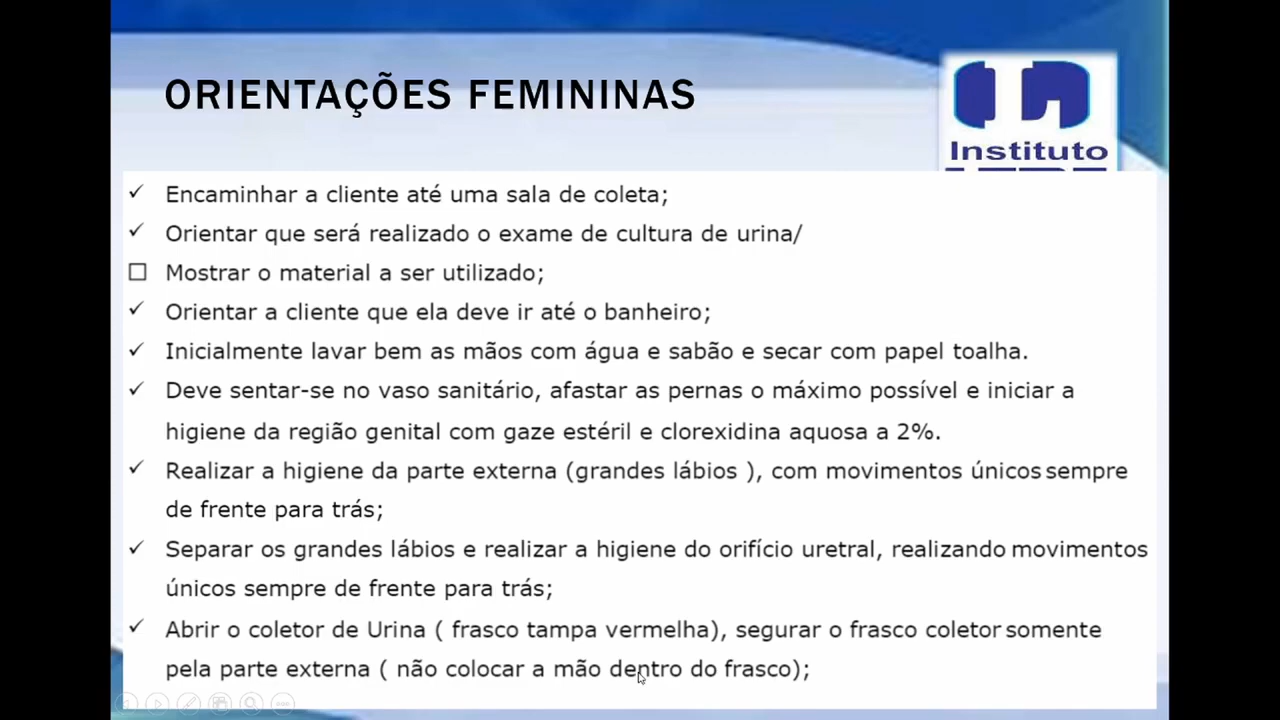 ORIENTAÇÕES FEMININAS
Instituto
✓ Encaminhar a cliente até uma sala de coleta;
✓ Orientar que será realizado o exame de cultura de urina/
☐ Mostrar o material a ser utilizado;
✓ Orientar a cliente que ela deve ir até o banheiro;
✓ Inicialmente lavar bem as mãos com água e sabão e secar com papel toalha.
✓ Deve sentar-se no vaso sanitário, afastar as pernas o máximo possível e iniciar a
higiene da região genital com gaze estéril e clorexidina aquosa a 2%.
✓ Realizar a higiene da parte externa (grandes lábios ), com movimentos únicos sempre
de frente para trás;
✓ Separar os grandes lábios e realizar a higiene do orifício uretral, realizando movimentos
únicos sempre de frente para trás;
✓ Abrir o coletor de Urina ( frasco tampa vermelha), segurar o frasco coletor somente
pela parte externa ( não colocar a mão dentro do frasco);